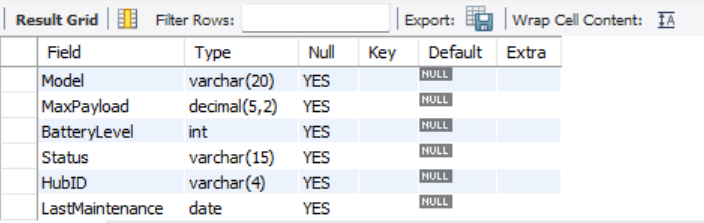 Result Grid Filter Rows: Export: Wrap Cell Content: IA
Field Type Null Key Default Extra
Model varchar(20) YES NULL
MaxPayload decimal(5,2) YES NULL
BatteryLevel int YES NULL
Status varchar(15) YES NULL
HubID varchar(4) YES NULL
LastMaintenance date YES NULL